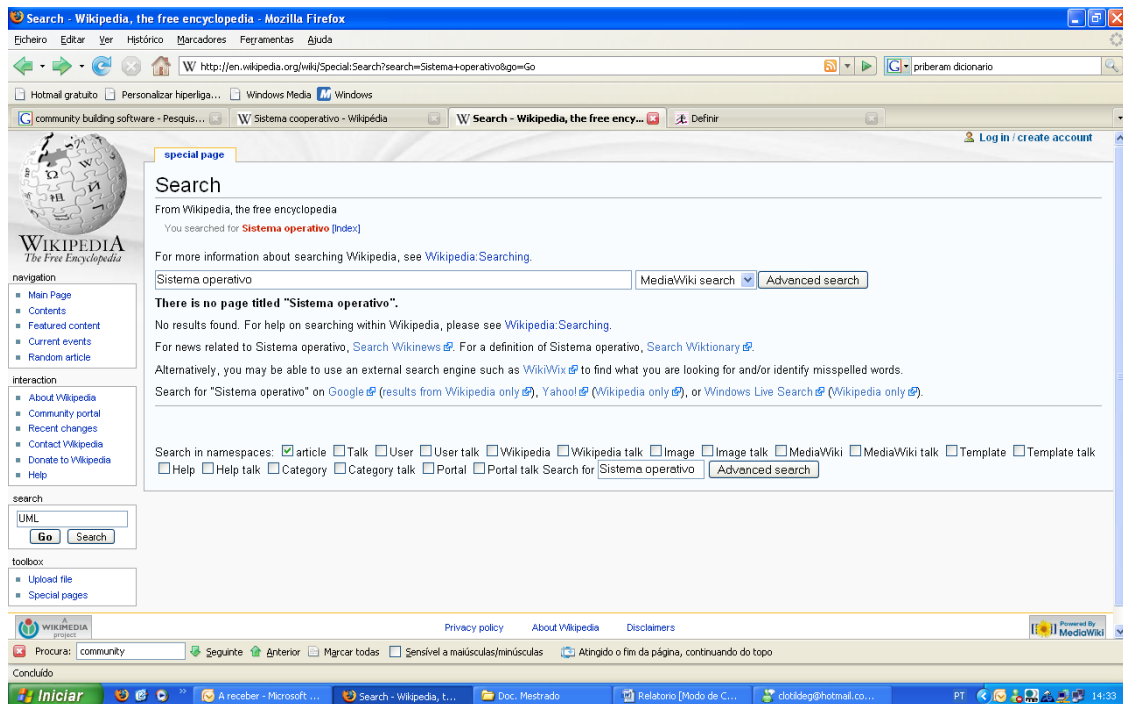 Search - Wikipedia, the free encyclopedia - Mozilla Firefox
Ficheiro Editar Ver Histórico Marcadores Ferramentas Ajuda
W http://en.wikipedia.org/wiki/Special:Search?search=Sistema+operativo&go=Go
G priberam dicionario
Hotmail gratuito Personalizar hiperliga... Windows Media Windows
G community building software - Pesquis... W Sistema cooperativo - Wikipédia W Search - Wikipedia, the free ency... Definir
Log in / create account
special page
Search
From Wikipedia, the free encyclopedia
You searched for Sistema operativo [Index]
For more information about searching Wikipedia, see Wikipedia:Searching.
Sistema operativo MediaWiki search Advanced search
There is no page titled "Sistema operativo".
No results found. For help on searching within Wikipedia, please see Wikipedia:Searching.
For news related to Sistema operativo, Search Wikinews. For a definition of Sistema operativo, Search Wiktionary.
Alternatively, you may be able to use an external search engine such as WikiWix to find what you are looking for and/or identify misspelled words.
Search for "Sistema operativo" on Google (results from Wikipedia only), Yahoo! (Wikipedia only), or Windows Live Search (Wikipedia only).
Search in namespaces: article Talk User User talk Wikipedia Wikipedia talk Image Image talk MediaWiki MediaWiki talk Template Template talk
Help Help talk Category Category talk Portal Portal talk Search for Sistema operativo Advanced search
WIKIPEDIA
The Free Encyclopedia
navigation
Main Page
Contents
Featured content
Current events
Random article
interaction
About Wikipedia
Community portal
Recent changes
Contact Wikipedia
Donate to Wikipedia
Help
search
UML
Go Search
toolbox
Upload file
Special pages
A
WIKIMEDIA
project
Privacy policy About Wikipedia Disclaimers
Powered By
MediaWiki
Procura: community Seguinte Anterior Marcar todas Sensível a maiúsculas/minúsculas Atingido o fim da página, continuando do topo
Concluído
Iniciar A receber - Microsoft ... Search - Wikipedia, t... Doc. Mestrado Relatorio [Modo de C... clotildeg@hotmail.co... PT 14:33